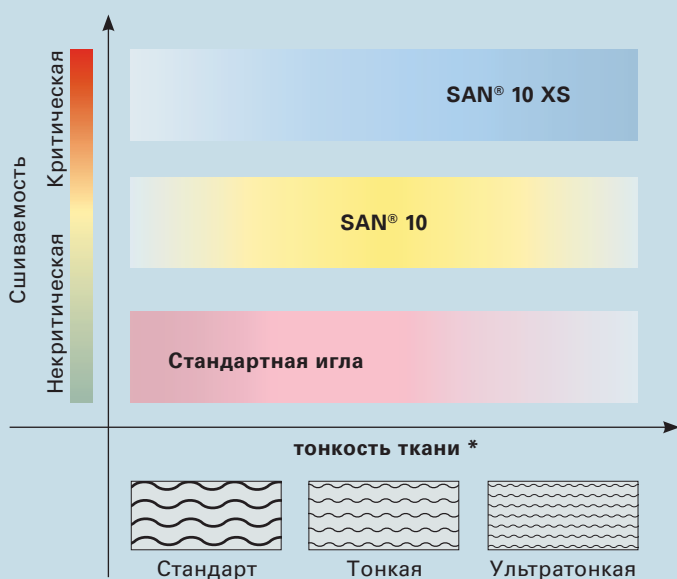 Сшиваемость
Критическая
Некритическая
SAN® 10 XS
SAN® 10
Стандартная игла
тонкость ткани *
Стандарт
Тонкая
Ультратонкая